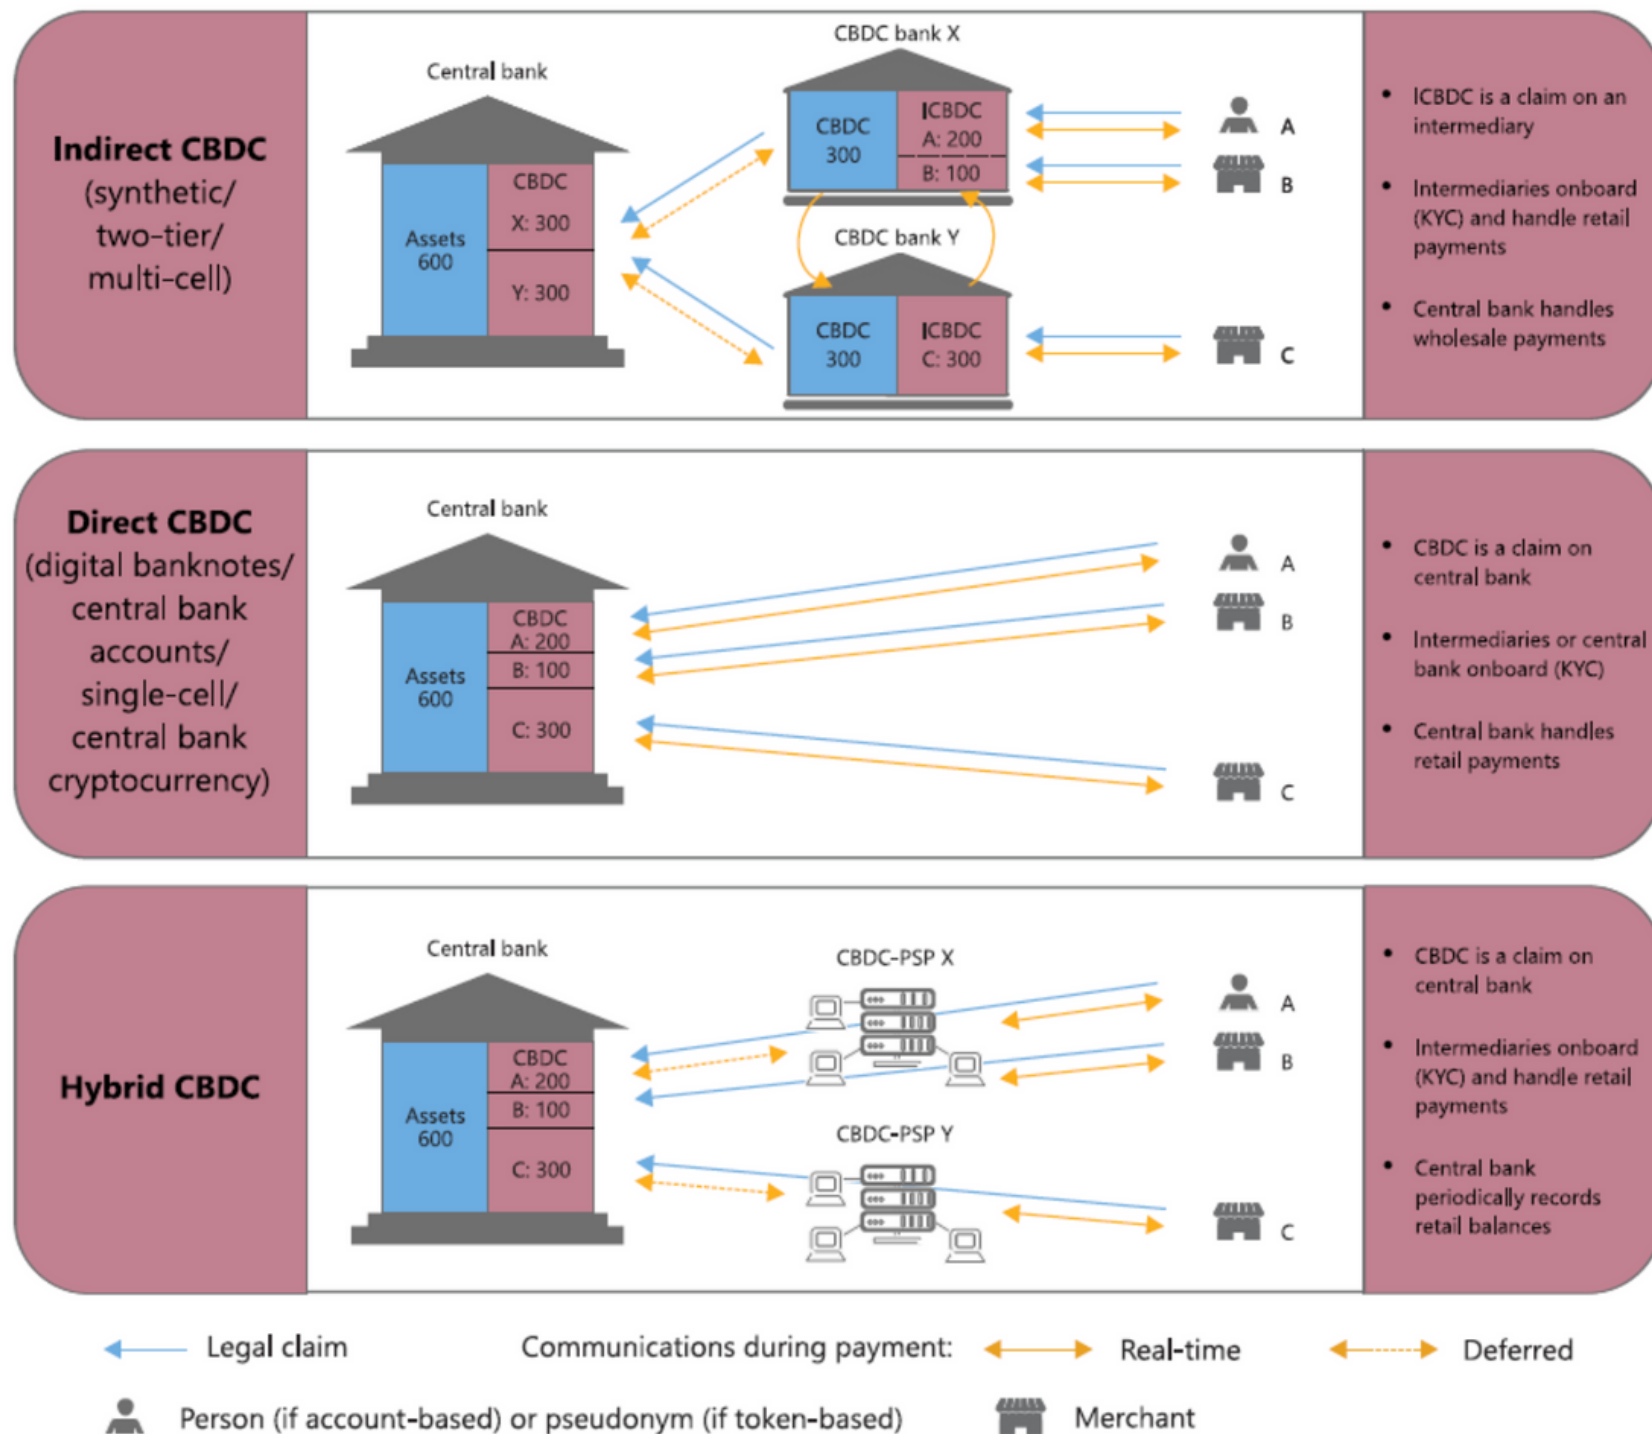 Indirect CBDC
(synthetic/
two-tier/
multi-cell)
Central bank
Assets
600
CBDC
X: 300
Y: 300
CBDC bank X
CBDC
300
ICBDC
A: 200
B: 100
CBDC bank Y
CBDC
300
ICBDC
C: 300
A
B
C
• ICBDC is a claim on an
intermediary
• Intermediaries onboard
(KYC) and handle retail
payments
• Central bank handles
wholesale payments
Direct CBDC
(digital banknotes/
central bank
accounts/
single-cell/
central bank
cryptocurrency)
Central bank
Assets
600
CBDC
A: 200
B: 100
C: 300
A
B
C
• CBDC is a claim on
central bank
• Intermediaries or central
bank onboard (KYC)
• Central bank handles
retail payments
Hybrid CBDC
Central bank
Assets
600
CBDC
A: 200
B: 100
C: 300
CBDC-PSP X
CBDC-PSP Y
A
B
C
• CBDC is a claim on
central bank
• Intermediaries onboard
(KYC) and handle retail
payments
• Central bank
periodically records
retail balances
Legal claim
Communications during payment:
Real-time
Deferred
Person (if account-based) or pseudonym (if token-based)
Merchant